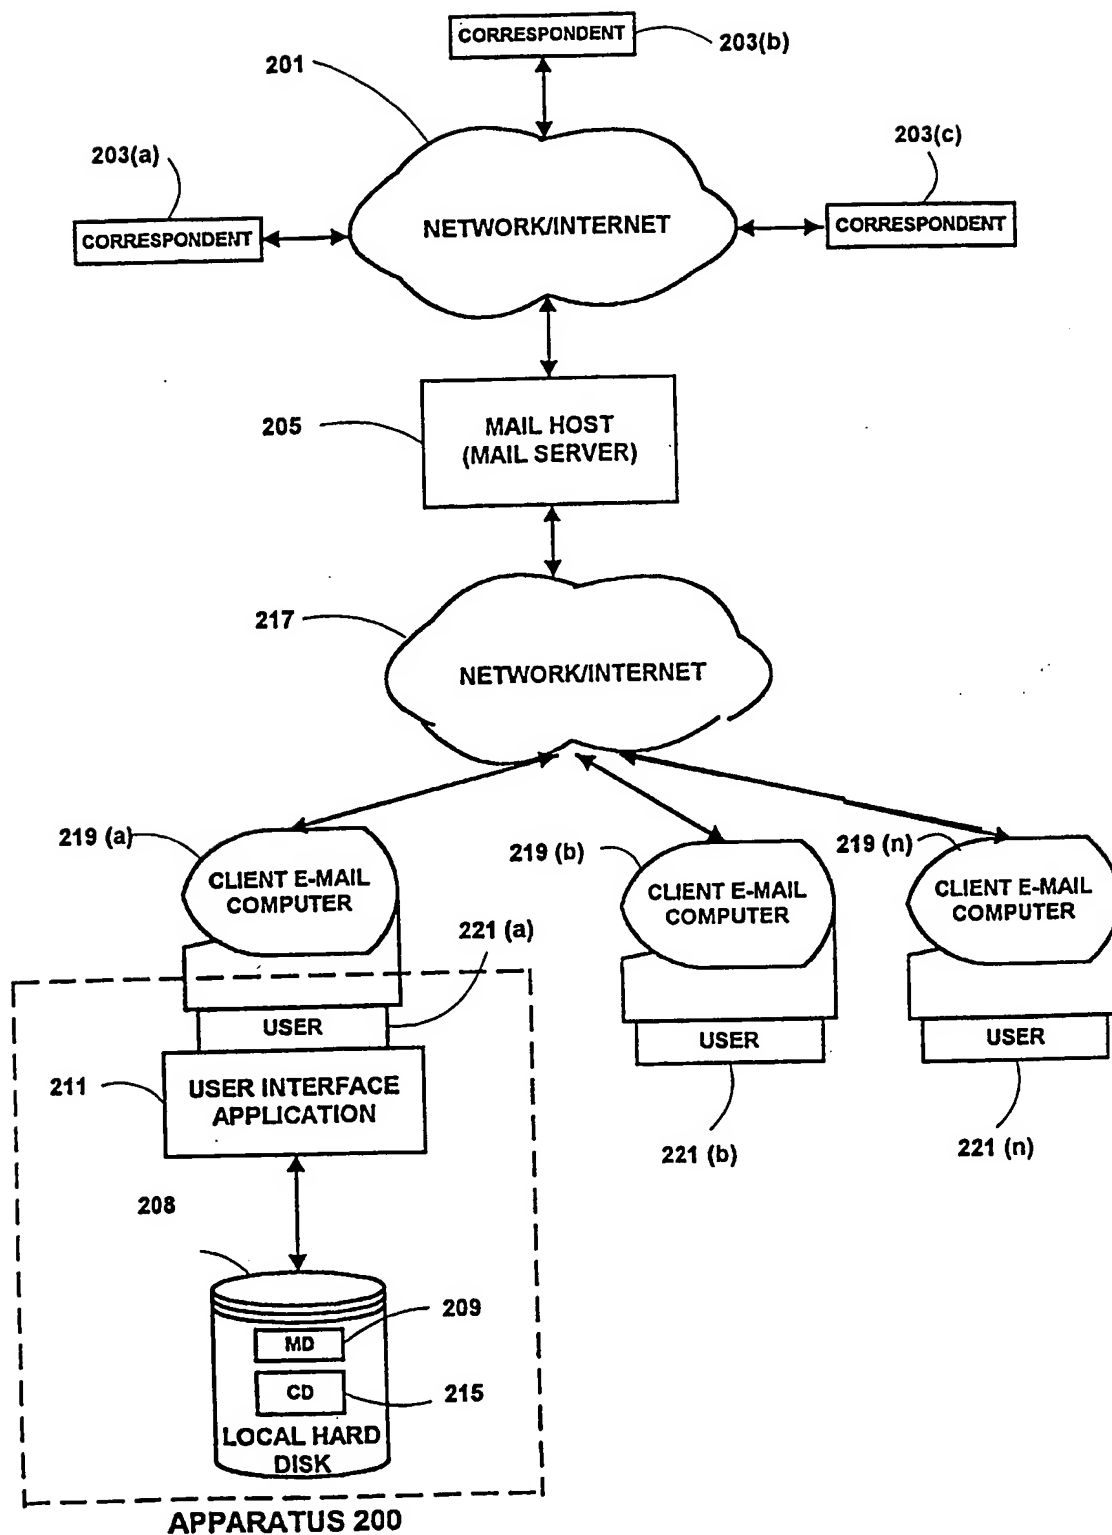 CORRESPONDENT
203(b)
201
203(a)
203(c)
CORRESPONDENT
NETWORK/INTERNET
CORRESPONDENT
205
MAIL HOST
(MAIL SERVER)
217
NETWORK/INTERNET
219 (a)
CLIENT E-MAIL
COMPUTER
219 (b)
CLIENT E-MAIL
COMPUTER
219 (n)
CLIENT E-MAIL
COMPUTER
221 (a)
USER
USER
USER
211
USER INTERFACE
APPLICATION
221 (b)
221 (n)
208
MD
209
CD
215
LOCAL HARD
DISK
APPARATUS 200